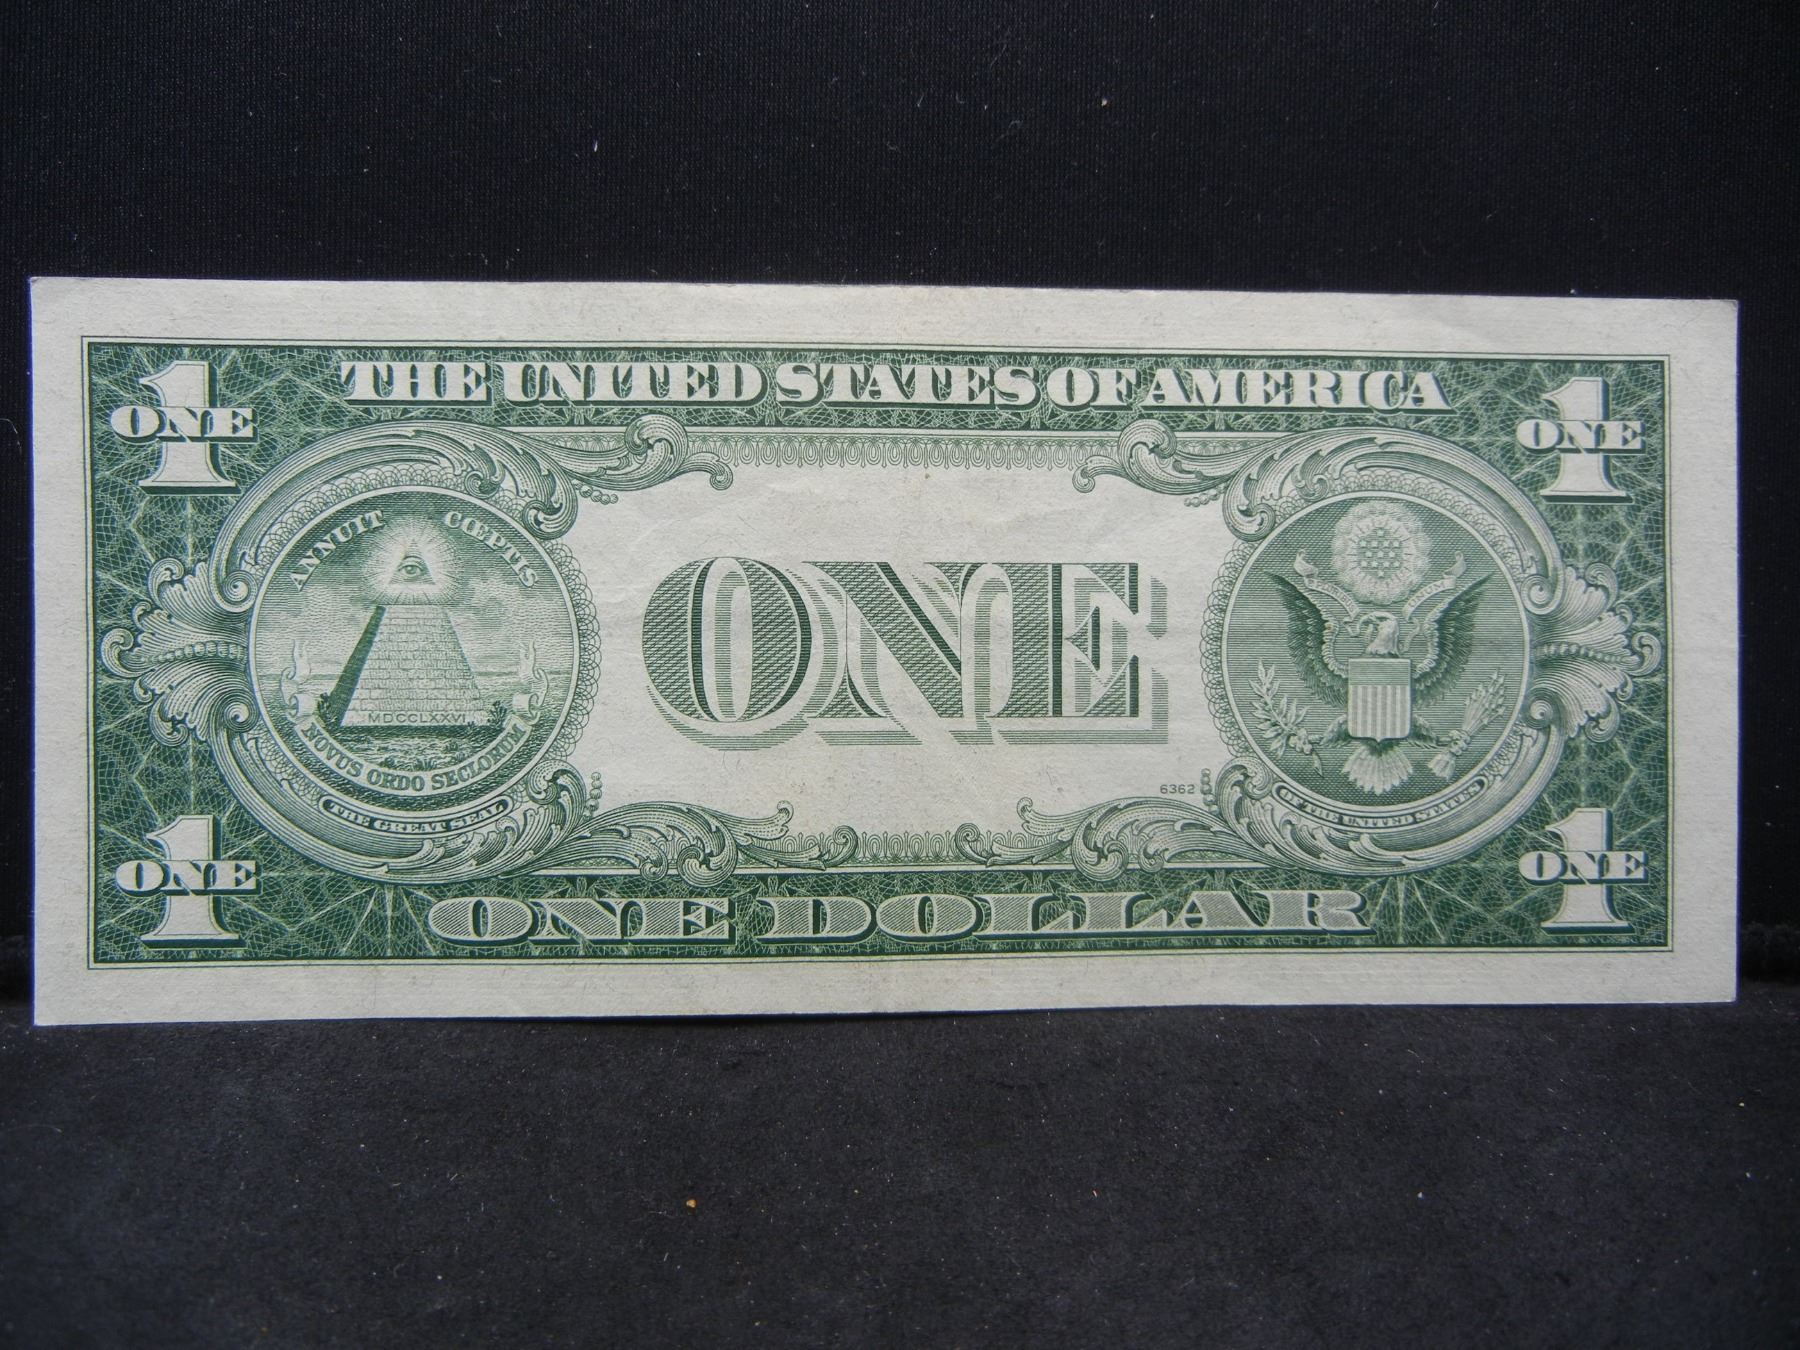 THE UNITED STATES OF AMERICA
1 ONE
1 ONE
ANNUIT CŒPTIS
MDCCLXXVI
NOVUS ORDO SECLORUM
THE GREAT SEAL
ONE
6362
OF THE UNITED STATES
1 ONE
1 ONE
ONE DOLLAR